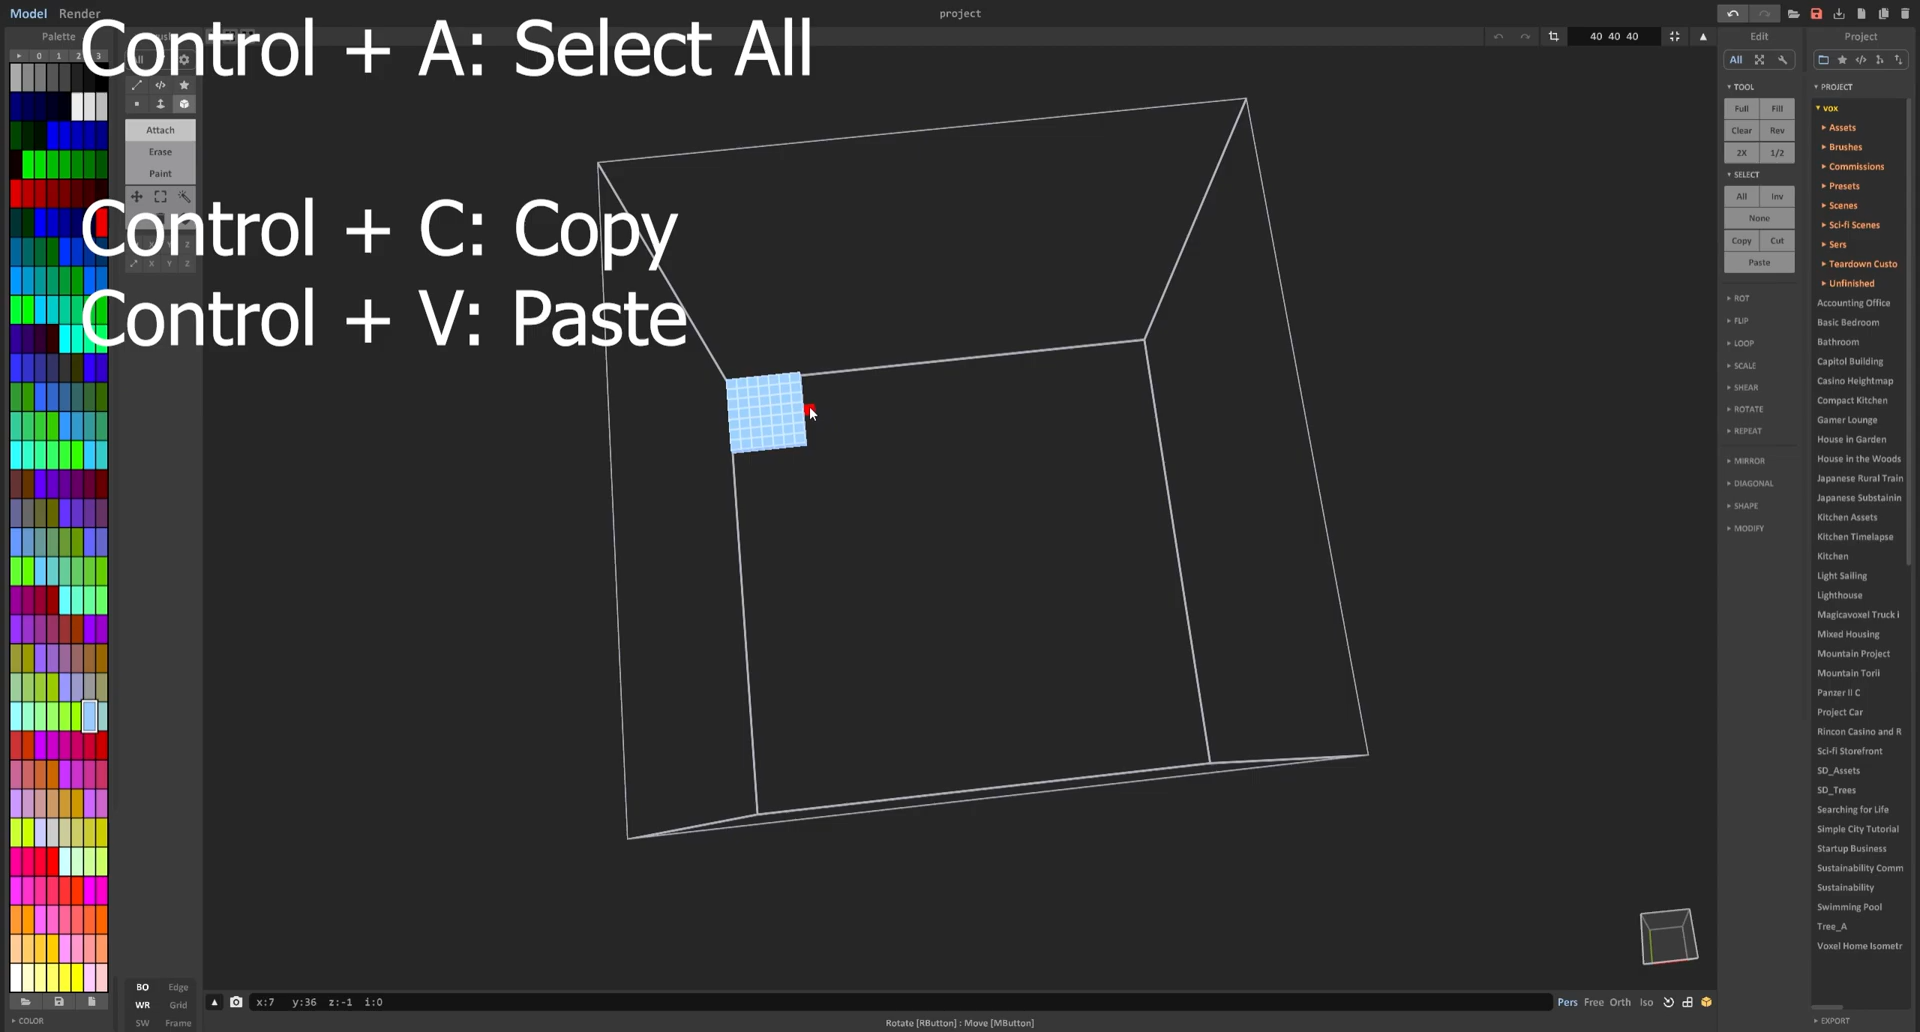 Model Render
project
Palette
Control + A: Select All
40 40 40
Edit
Project
0 1 2 3
All
All
TOOL
Full Fill
Clear Rev
2X 1/2
SELECT
All Inv
None
Copy Cut
Paste
ROT
FLIP
LOOP
SCALE
SHEAR
ROTATE
REPEAT
MIRROR
DIAGONAL
SHAPE
MODIFY
PROJECT
vox
Assets
Brushes
Commissions
Presets
Scenes
Sci-fi Scenes
Sers
Teardown Custo
Unfinished
Accounting Office
Basic Bedroom
Bathroom
Capitol Building
Casino Heightmap
Compact Kitchen
Gamer Lounge
House in Garden
House in the Woods
Japanese Rural Train
Japanese Substainin
Kitchen Assets
Kitchen Timelapse
Kitchen
Light Sailing
Lighthouse
Magicavoxel Truck i
Mixed Housing
Mountain Project
Mountain Torii
Panzer II C
Project Car
Rincon Casino and R
Sci-fi Storefront
SD_Assets
SD_Trees
Searching for Life
Simple City Tutorial
Startup Business
Sustainability Comm
Sustainability
Swimming Pool
Tree_A
Voxel Home Isometr
EXPORT
Attach
Erase
Paint
Control + C: Copy
Y Z
X Y Z
Control + V: Paste
BO Edge
WR Grid
SW Frame
COLOR
x:7 y:36 z:-1 i:0
Pers Free Orth Iso
Rotate [RButton] : Move [MButton]